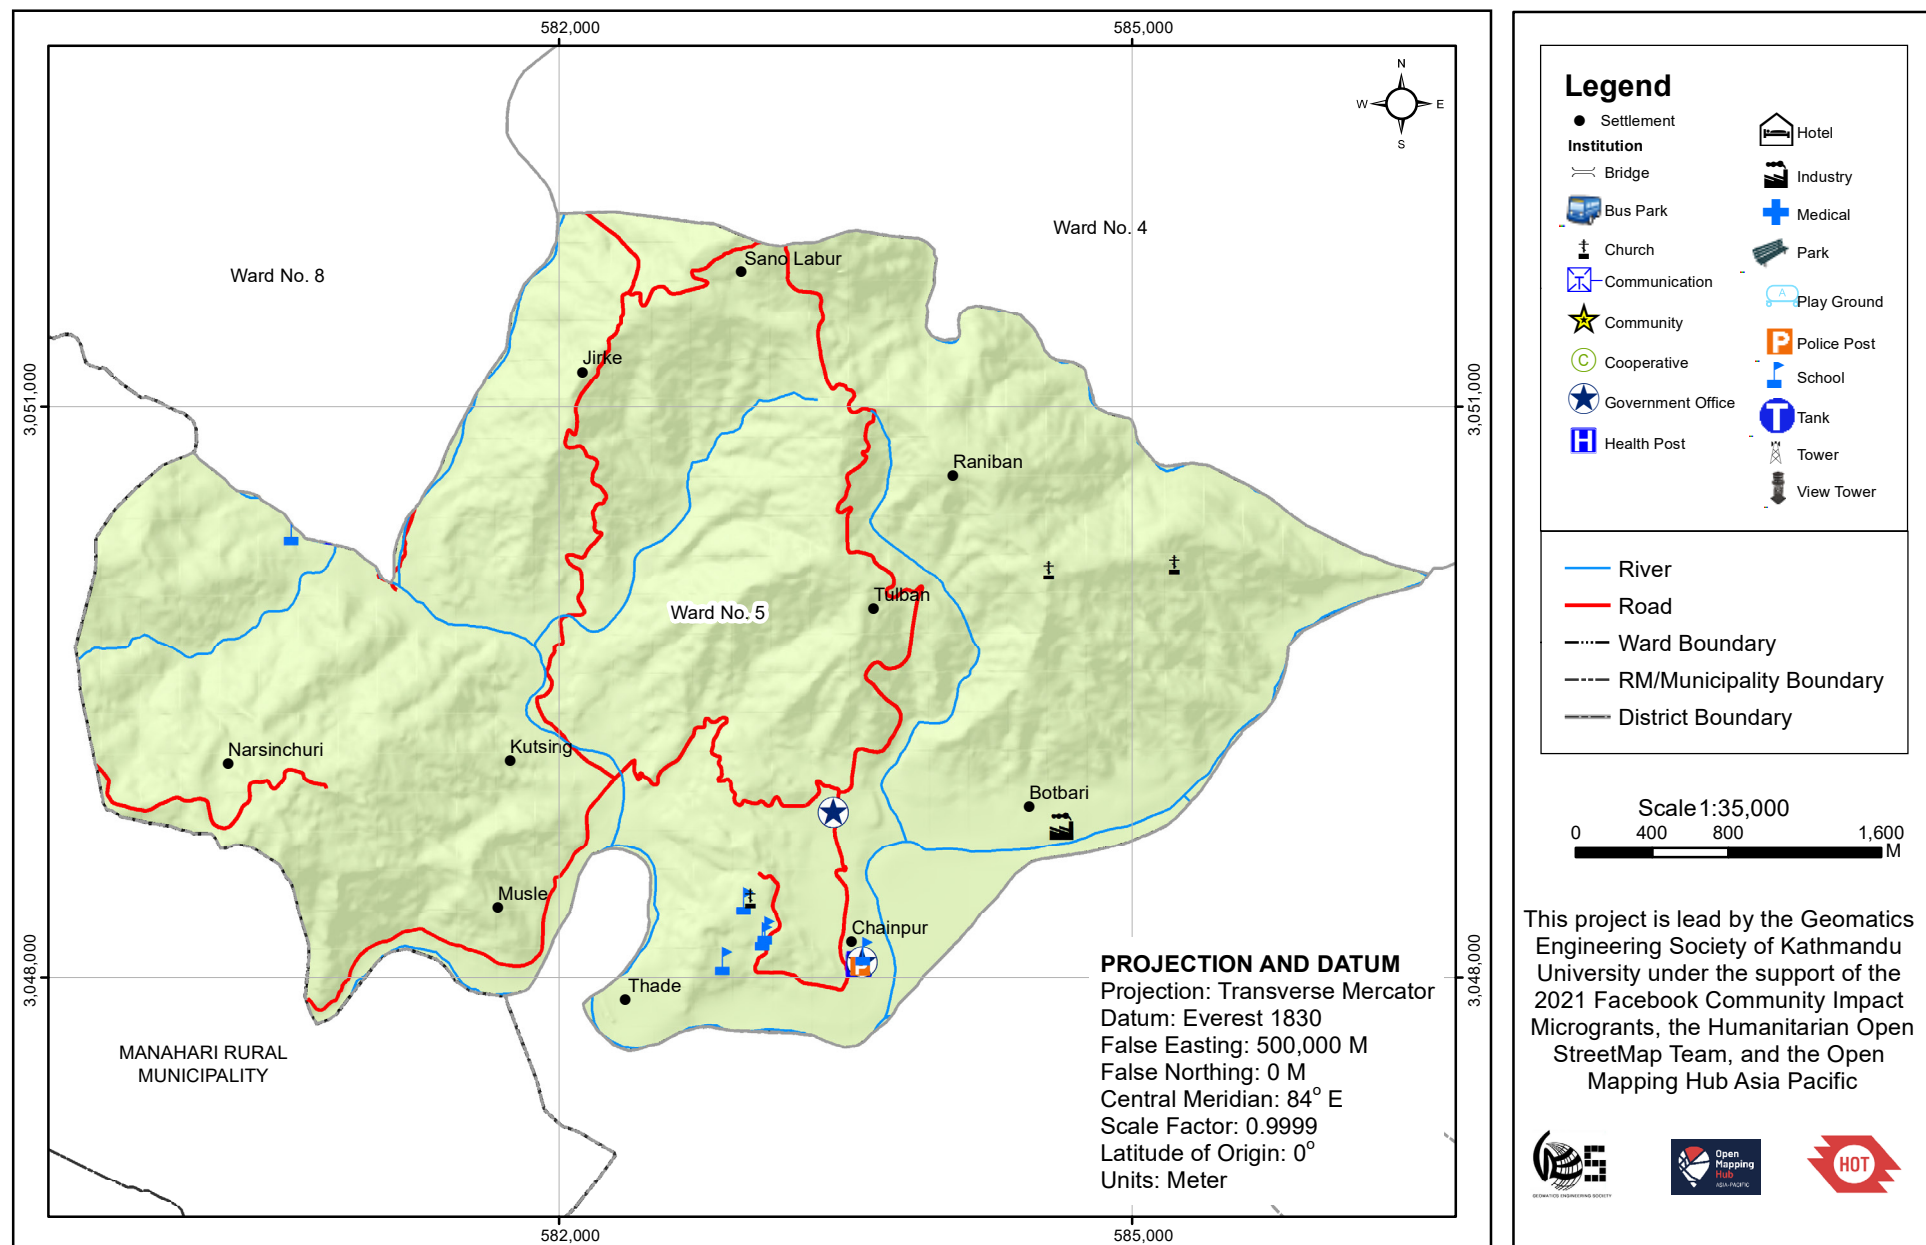 582,000
585,000
N
W
E
S
Ward No. 4
Ward No. 8
Sano Labur
Jirke
3,051,000
3,051,000
Raniban
Tulban
Ward No. 5
Narsinchuri
Kutsing
Botbari
Musle
Chainpur
Thade
3,048,000
3,048,000
MANAHARI RURAL
MUNICIPALITY
PROJECTION AND DATUM
Projection: Transverse Mercator
Datum: Everest 1830
False Easting: 500,000 M
False Northing: 0 M
Central Meridian: 84° E
Scale Factor: 0.9999
Latitude of Origin: 0°
Units: Meter
582,000
585,000
Legend
Settlement
Institution
Bridge
Bus Park
Church
T
Communication
Community
C
Cooperative
Government Office
H
Health Post
Hotel
Industry
Medical
Park
A
Play Ground
P
Police Post
School
T
Tank
Tower
View Tower
River
Road
Ward Boundary
RM/Municipality Boundary
District Boundary
Scale 1:35,000
0 400 800 1,600
M
This project is lead by the Geomatics
Engineering Society of Kathmandu
University under the support of the
2021 Facebook Community Impact
Microgrants, the Humanitarian Open
StreetMap Team, and the Open
Mapping Hub Asia Pacific
GES
GEOMATICS ENGINEERING SOCIETY
Open
Mapping
Hub
ASIA-PACIFIC
HOT